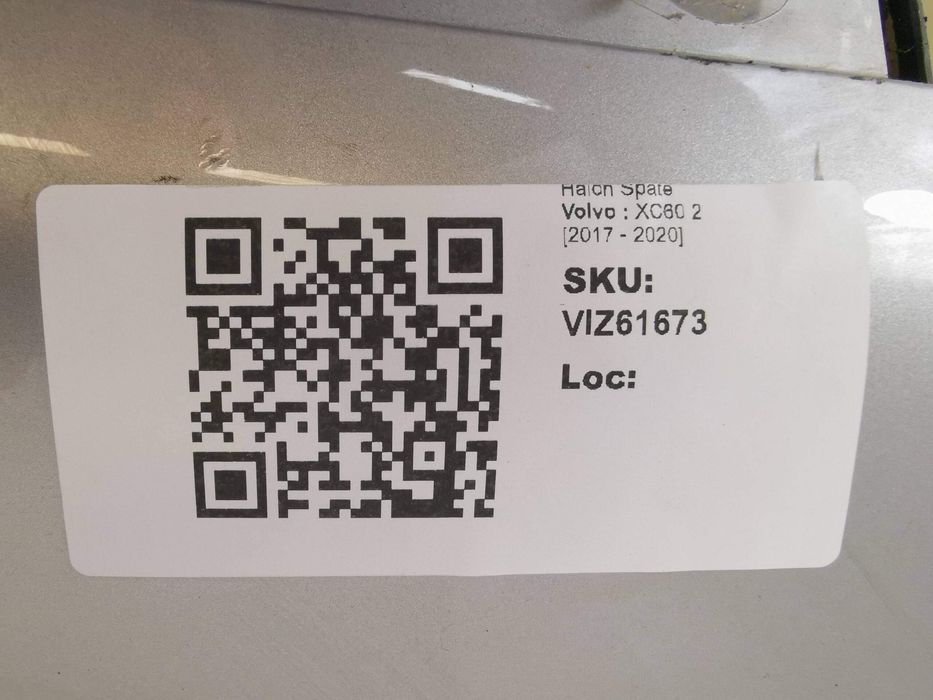 Haion Spate
Volvo : XC60 2
[2017 - 2020]
SKU:
VIZ61673
Loc: